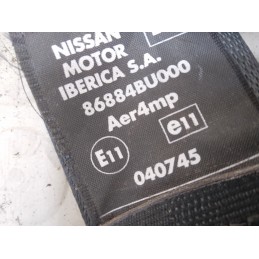 NISSAN
MOTOR
IBERICA S.A.
86884BU000
Aer4mp
E11 e11
040745